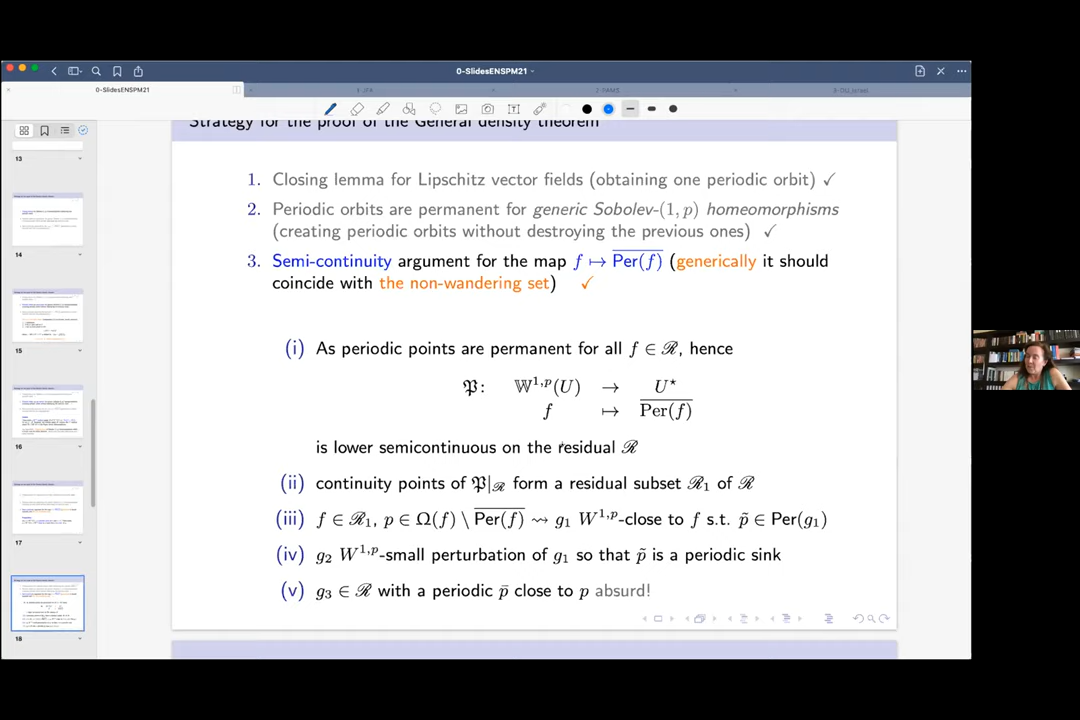 0-SlidesENSPM21
0-SlidesENSPM21
2-PAMS
13
14
15
16
17
18
Strategy for the proof of the General density theorem
1. Closing lemma for Lipschitz vector fields (obtaining one periodic orbit) ✓
2. Periodic orbits are permanent for generic Sobolev-(1, p) homeomorphisms
(creating periodic orbits without destroying the previous ones) ✓
3. Semi-continuity argument for the map f ↦ \overline{Per(f)} (generically it should
coincide with the non-wandering set) ✓
(i) As periodic points are permanent for all f ∈ ℛ, hence
𝔓: 𝕎^{1,p}(U) → U^⋆
f ↦ \overline{Per(f)}
is lower semicontinuous on the residual ℛ
(ii) continuity points of 𝔓|_ℛ form a residual subset ℛ₁ of ℛ
(iii) f ∈ ℛ₁, p ∈ Ω(f) \ \overline{Per(f)} ⇝ g₁ W^{1,p}-close to f s.t. p̃ ∈ Per(g₁)
(iv) g₂ W^{1,p}-small perturbation of g₁ so that p̃ is a periodic sink
(v) g₃ ∈ ℛ with a periodic p̄ close to p absurd!